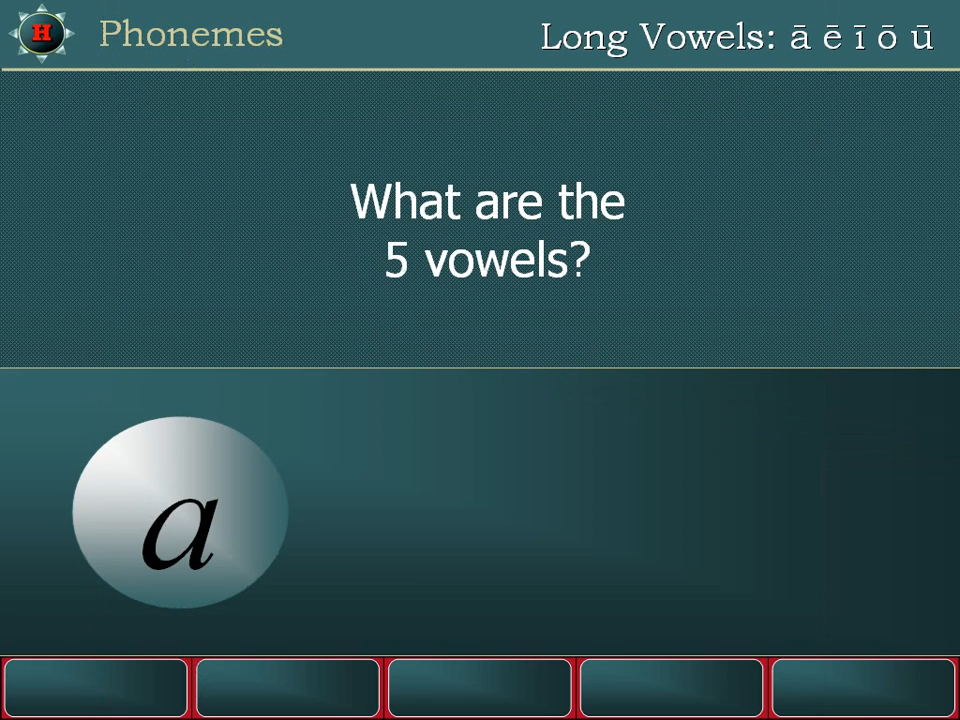 H
Phonemes
Long Vowels: ā ē ī ō ū
What are the
5 vowels?
a